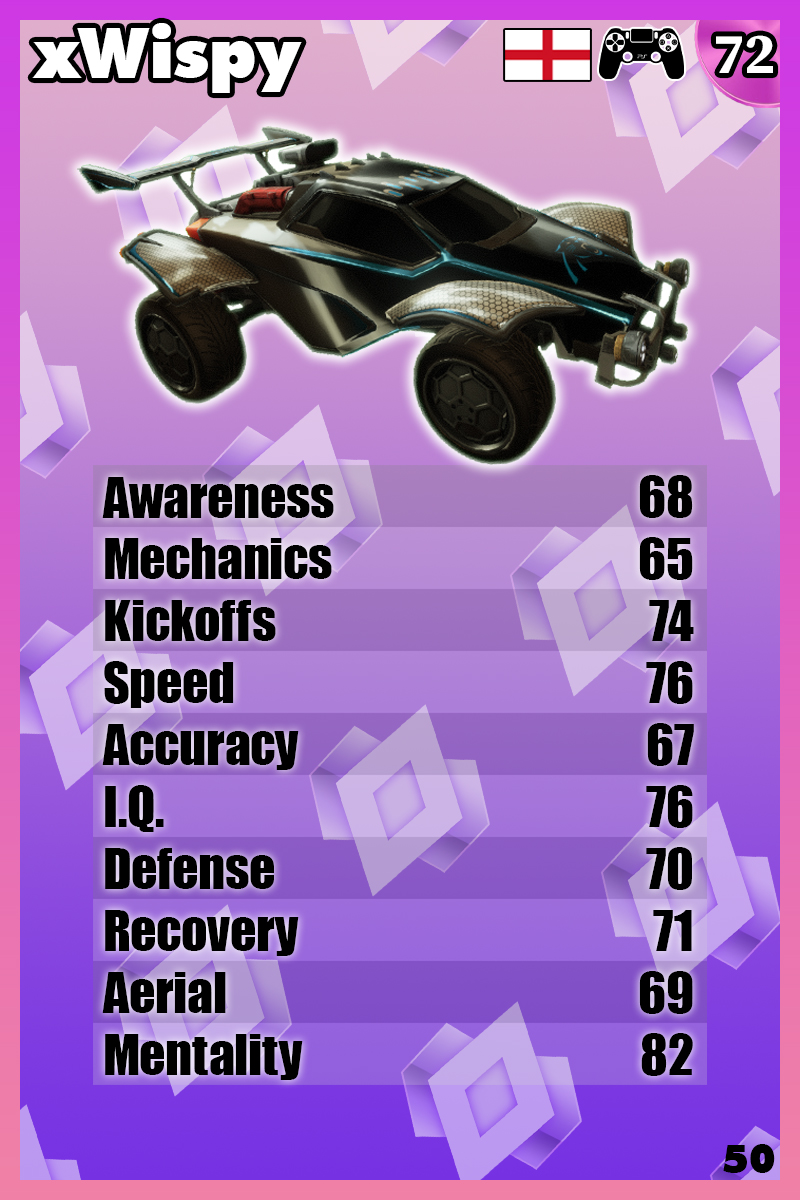 xWispy 72
Awareness 68
Mechanics 65
Kickoffs 74
Speed 76
Accuracy 67
I.Q. 76
Defense 70
Recovery 71
Aerial 69
Mentality 82
50